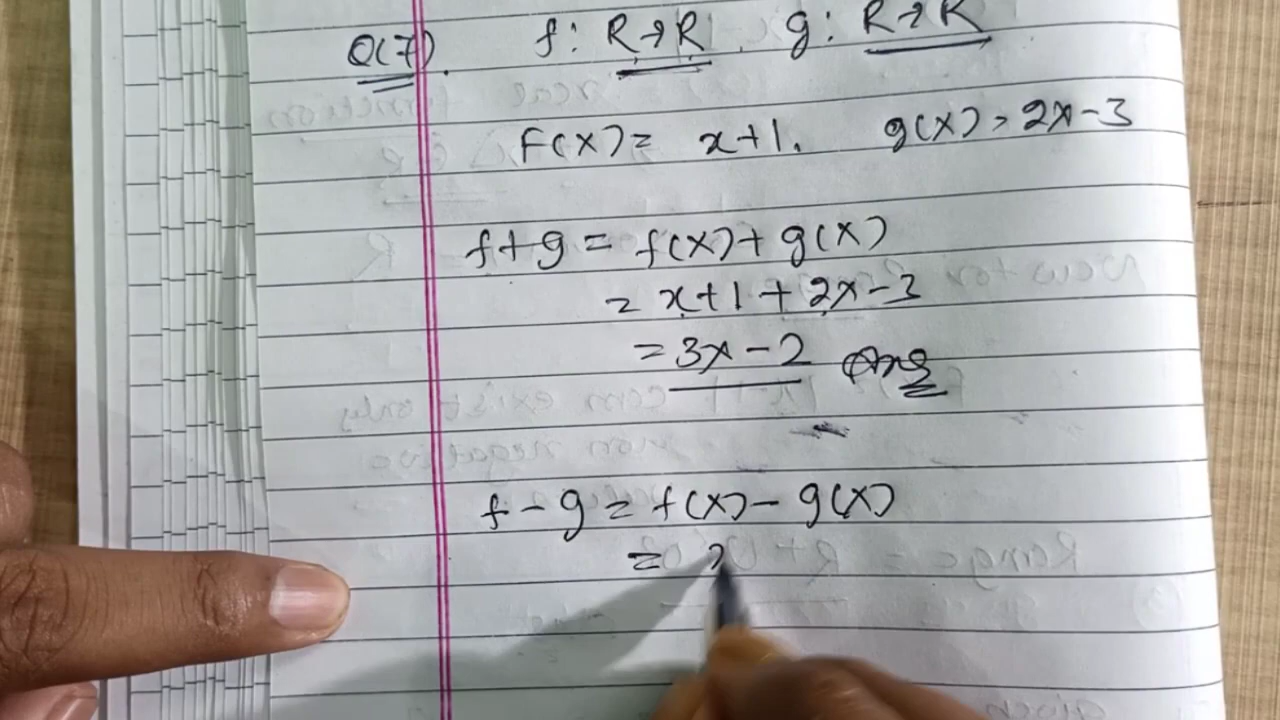 Q(7). f: R→R, g: R→R
F(x) = x+1, g(x) = 2x-3
f+g = f(x)+g(x)
= x+1+2x-3
= 3x-2 Ans
f-g = f(x)-g(x)
=